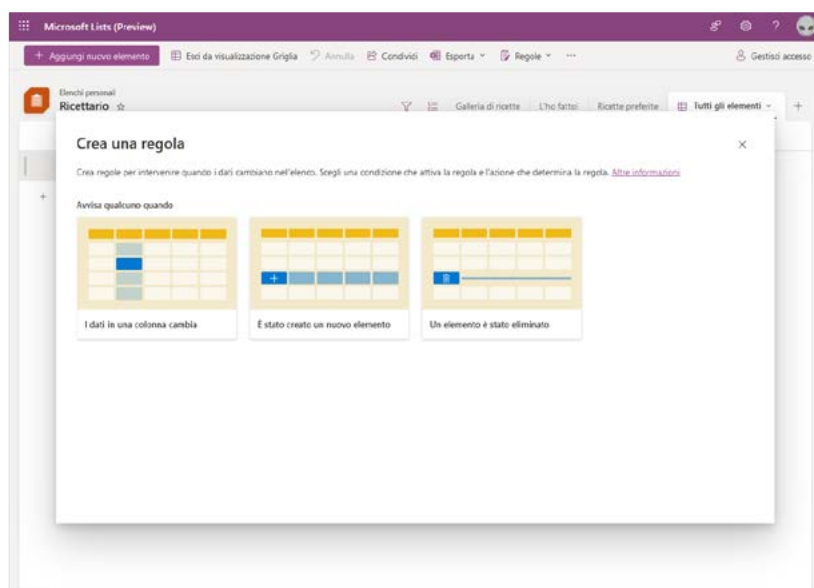 Microsoft Lists (Preview)
?
+ Aggiungi nuovo elemento Esci da visualizzazione Griglia Annulla Condividi Esporta Regole ···
Gestisci accesso
Elenchi personali
Ricettario
Galleria di ricette L'ho fatto! Ricette preferite Tutti gli elementi +
Crea una regola
Crea regole per intervenire quando i dati cambiano nell'elenco. Scegli una condizione che attiva la regola e l'azione che determina la regola. Altre informazioni
Avvisa qualcuno quando
I dati in una colonna cambia
È stato creato un nuovo elemento
Un elemento è stato eliminato